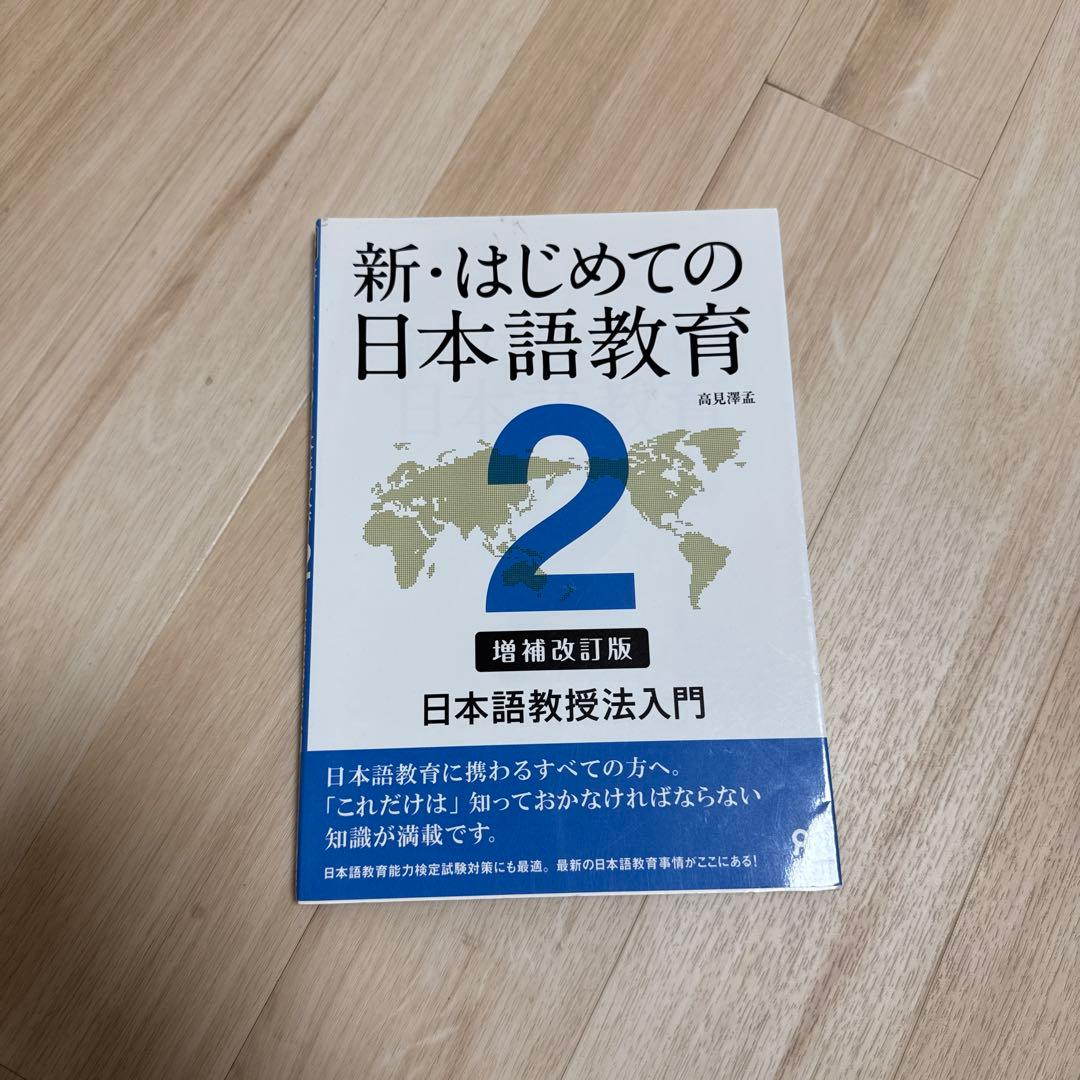 新・はじめての
日本語教育
高見澤孟
2
増補改訂版
日本語教授法入門
日本語教育に携わるすべての方へ。
「これだけは」知っておかなければならない
知識が満載です。
日本語教育能力検定試験対策にも最適。最新の日本語教育事情がここにある!